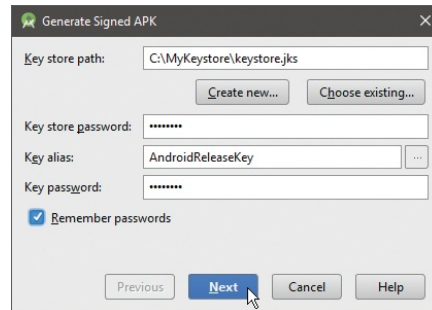 Generate Signed APK
Key store path: C:\MyKeystore\keystore.jks
Create new... Choose existing...
Key store password: ••••••••
Key alias: AndroidReleaseKey ...
Key password: ••••••••
Remember passwords
Previous Next Cancel Help